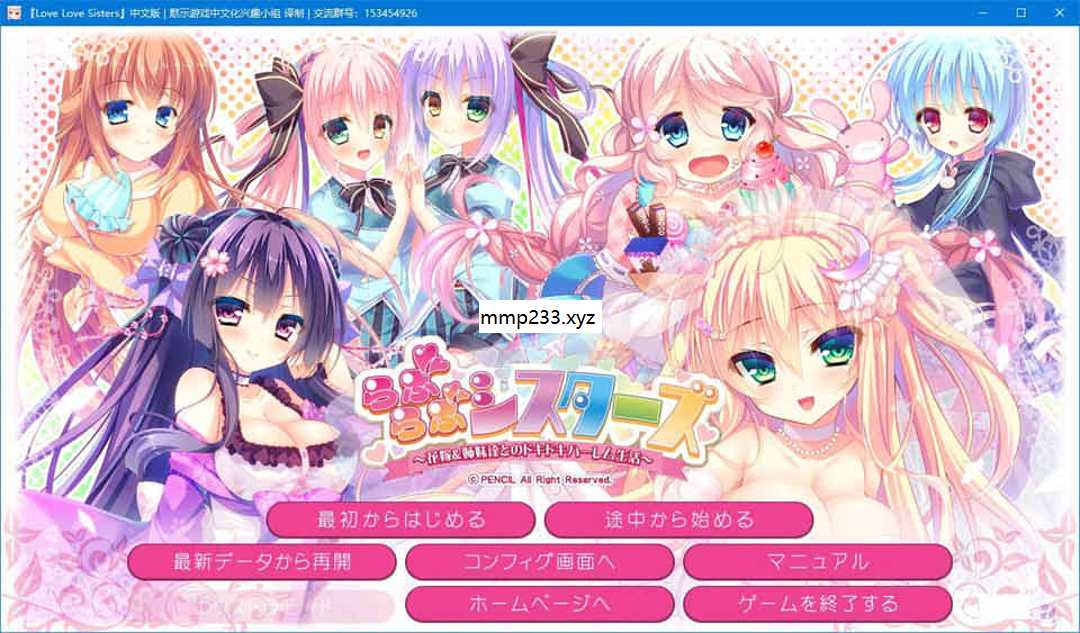 『Love Love Sisters』中文版 | 默示游戏中文化兴趣小组 译制 | 交流群号：153454926
mmp233.xyz
らぶ♥らぶシスターズ
～花嫁&姉妹達とのドキドキハーレム生活～
© PENCIL All Right Reserved.
最初からはじめる
途中から始める
最新データから再開
コンフィグ画面へ
マニュアル
ホームページへ
ゲームを終了する